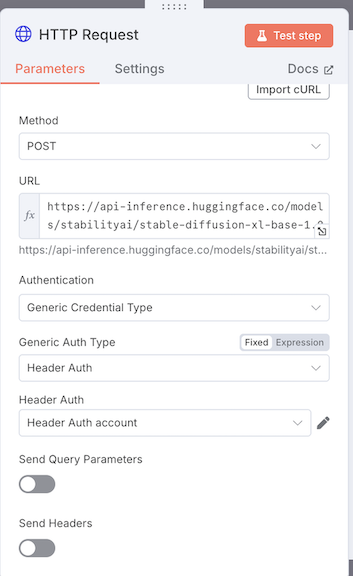 HTTP Request
Test step
Parameters
Settings
Docs
Import cURL
Method
POST
URL
fx
https://api-inference.huggingface.co/model
s/stabilityai/stable-diffusion-xl-base-1.
https://api-inference.huggingface.co/models/stabilityai/st...
Authentication
Generic Credential Type
Generic Auth Type
Fixed
Expression
Header Auth
Header Auth
Header Auth account
Send Query Parameters
Send Headers